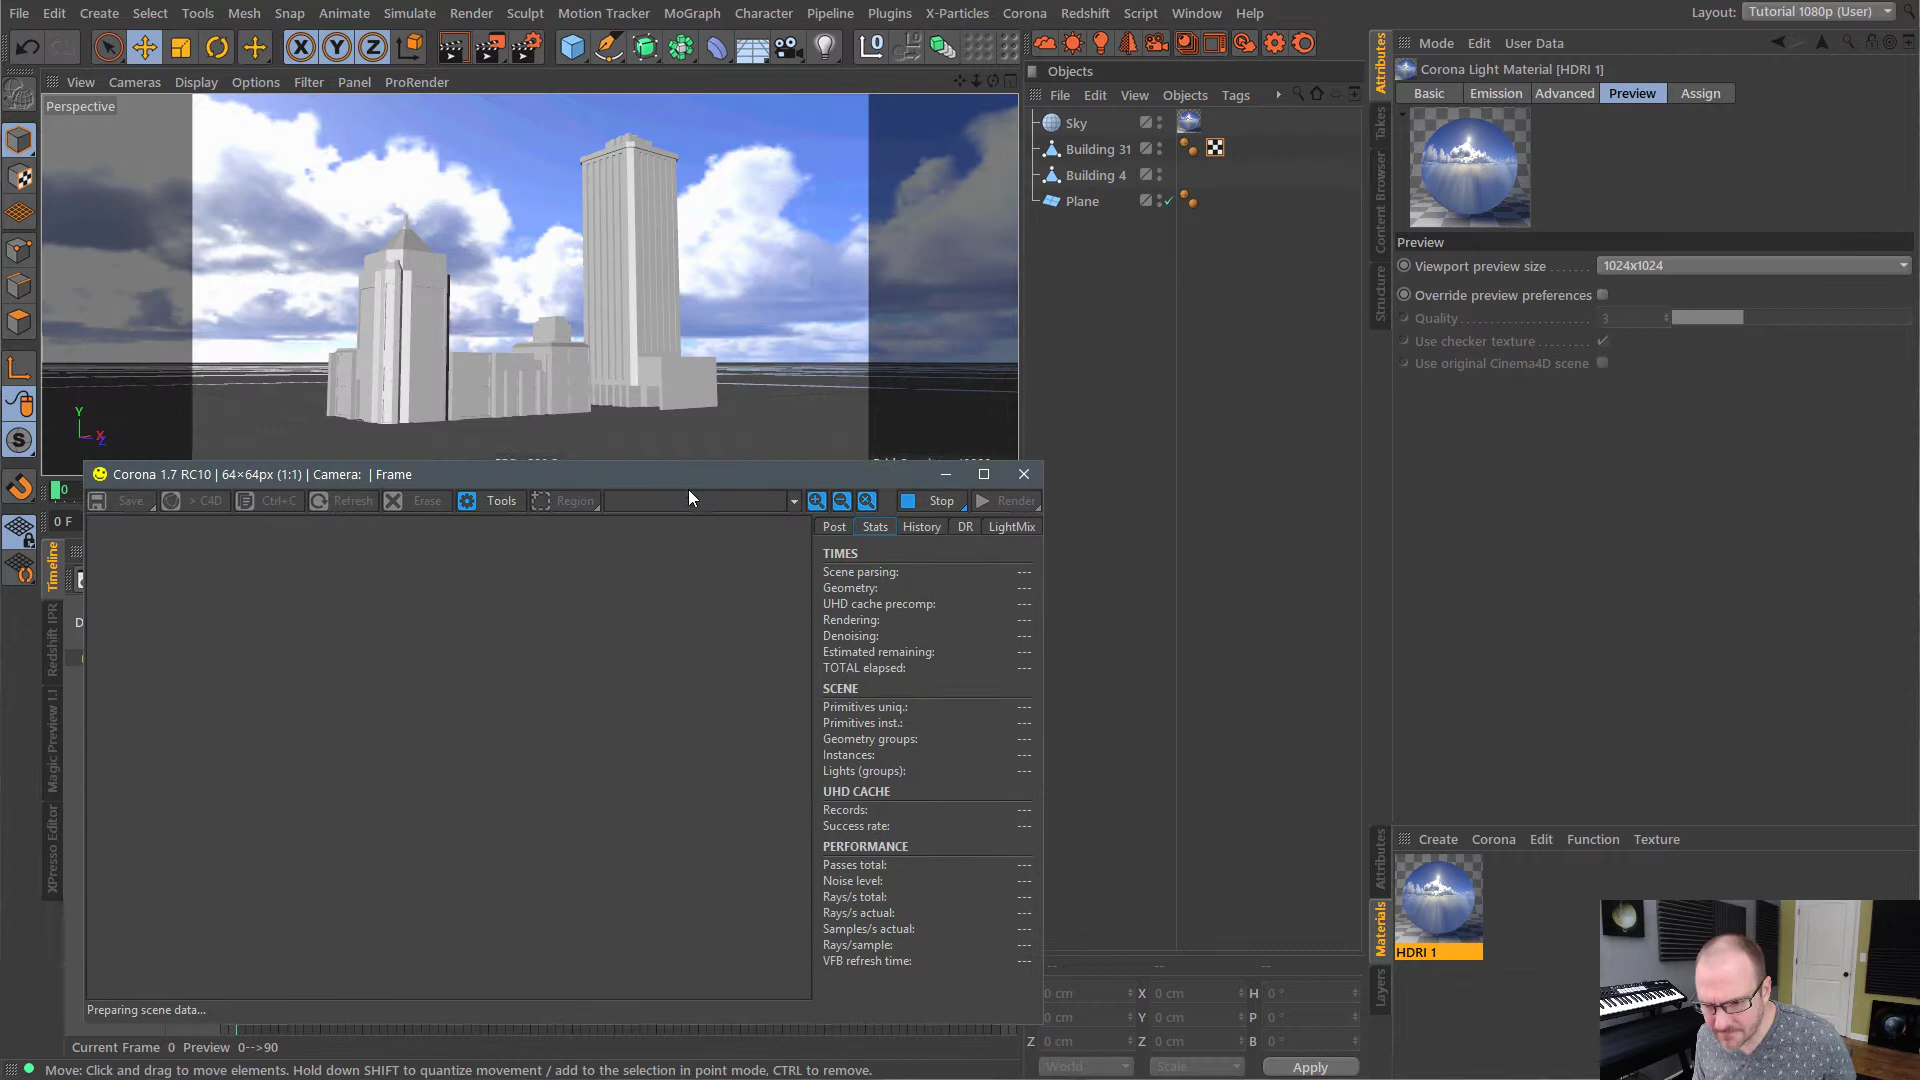 File Edit Create Select Tools Mesh Snap Animate Simulate Render Sculpt Motion Tracker MoGraph Character Pipeline Plugins X-Particles Corona Redshift Script Window Help
Layout: Tutorial 1080p (User)
View Cameras Display Options Filter Panel ProRender
Perspective
Objects
File Edit View Objects Tags
Sky
Building 31
Building 4
Plane
Attributes
Takes
Content Browser
Structure
Mode Edit User Data
Corona Light Material [HDRI 1]
Basic Emission Advanced Preview Assign
Preview
Viewport preview size 1024x1024
Override preview preferences
Quality 3
Use checker texture
Use original Cinema4D scene
Y
X
Z
0
0 F
Timeline
Redshift IPR
Magic Preview 1.1
XPresso Editor
D
Corona 1.7 RC10 | 64×64px (1:1) | Camera: | Frame
Save > C4D Ctrl+C Refresh Erase Tools Region Stop Render
Post Stats History DR LightMix
TIMES
Scene parsing: ---
Geometry: ---
UHD cache precomp: ---
Rendering: ---
Denoising: ---
Estimated remaining: ---
TOTAL elapsed: ---
SCENE
Primitives uniq.: ---
Primitives inst.: ---
Geometry groups: ---
Instances: ---
Lights (groups): ---
UHD CACHE
Records: ---
Success rate: ---
PERFORMANCE
Passes total: ---
Noise level: ---
Rays/s total: ---
Rays/s actual: ---
Samples/s actual: ---
Rays/sample: ---
VFB refresh time: ---
Preparing scene data...
Attributes
Materials
Layers
Create Corona Edit Function Texture
HDRI 1
-- -- --
0 cm X 0 cm H 0 °
0 cm Y 0 cm P 0 °
Z 0 cm Z 0 cm B 0 °
World Scale Apply
Current Frame 0 Preview 0-->90
Move: Click and drag to move elements. Hold down SHIFT to quantize movement / add to the selection in point mode, CTRL to remove.